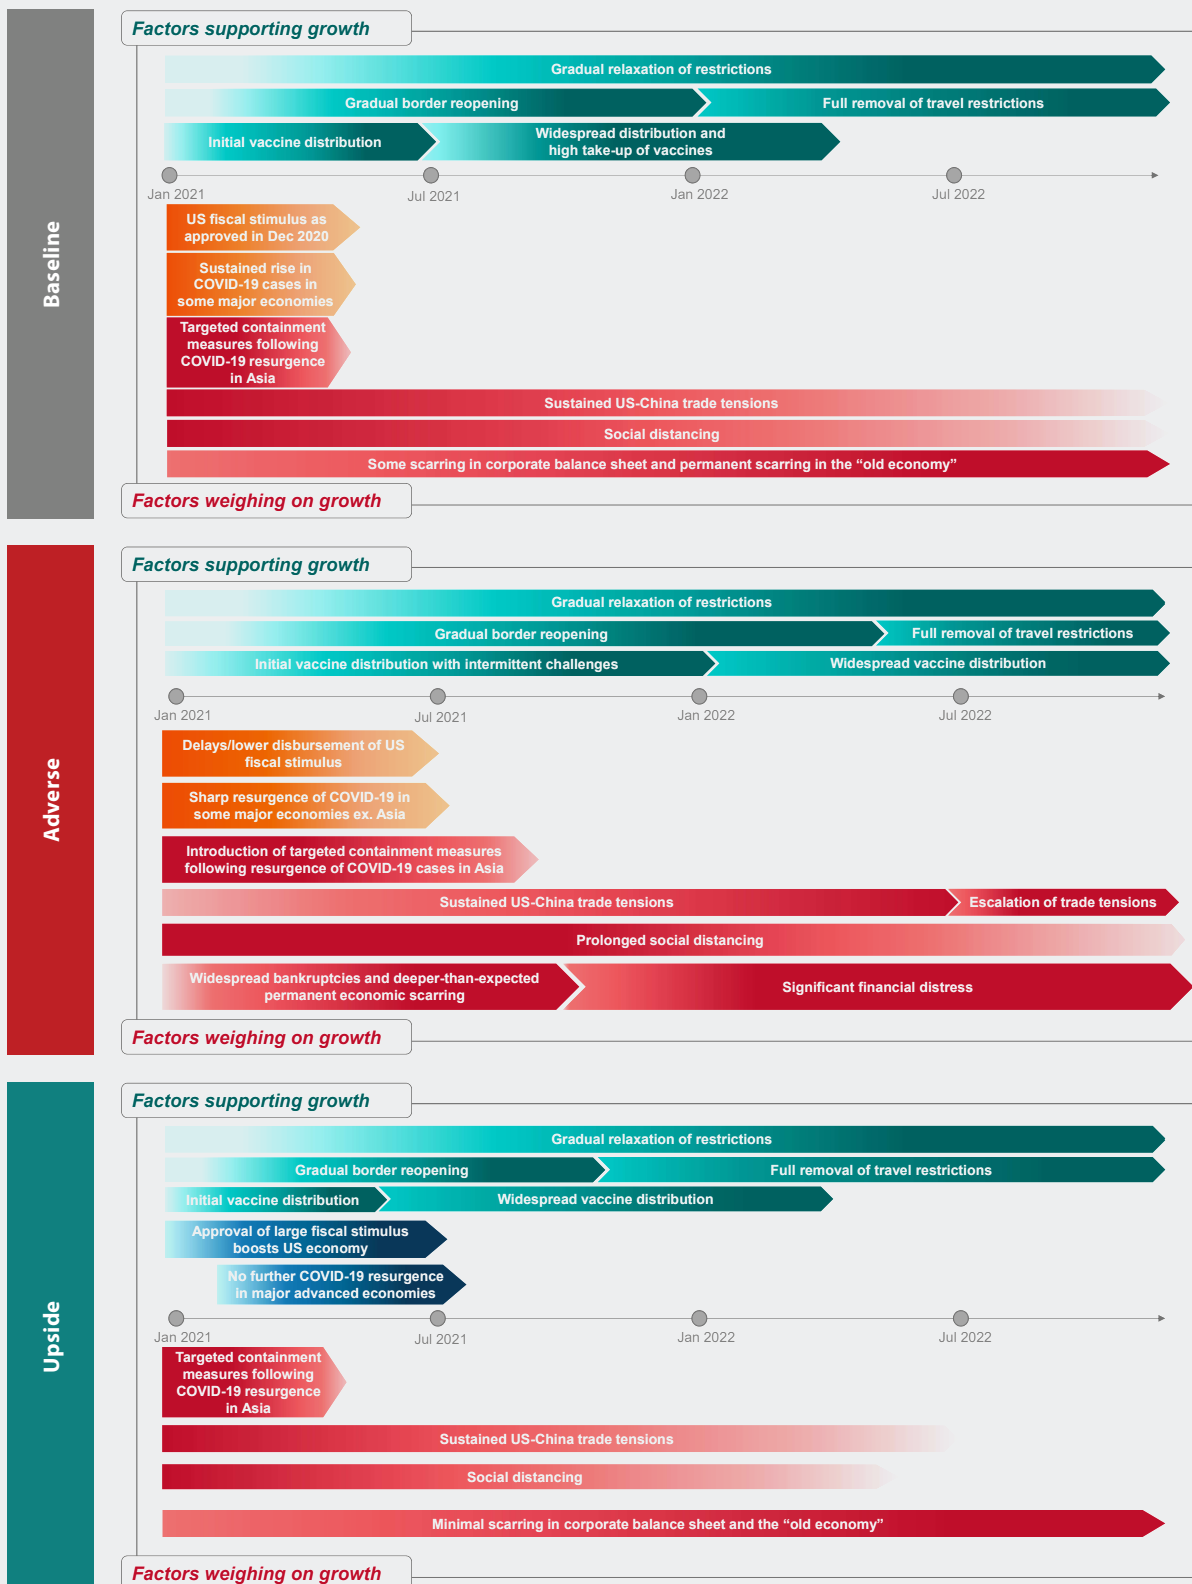 Baseline
Factors supporting growth
Gradual relaxation of restrictions
Gradual border reopening
Full removal of travel restrictions
Initial vaccine distribution
Widespread distribution and
high take-up of vaccines
Jan 2021
Jul 2021
Jan 2022
Jul 2022
US fiscal stimulus as
approved in Dec 2020
Sustained rise in
COVID-19 cases in
some major economies
Targeted containment
measures following
COVID-19 resurgence
in Asia
Sustained US-China trade tensions
Social distancing
Some scarring in corporate balance sheet and permanent scarring in the “old economy”
Factors weighing on growth
Adverse
Factors supporting growth
Gradual relaxation of restrictions
Gradual border reopening
Full removal of travel restrictions
Initial vaccine distribution with intermittent challenges
Widespread vaccine distribution
Jan 2021
Jul 2021
Jan 2022
Jul 2022
Delays/lower disbursement of US
fiscal stimulus
Sharp resurgence of COVID-19 in
some major economies ex. Asia
Introduction of targeted containment measures
following resurgence of COVID-19 cases in Asia
Sustained US-China trade tensions
Escalation of trade tensions
Prolonged social distancing
Widespread bankruptcies and deeper-than-expected
permanent economic scarring
Significant financial distress
Factors weighing on growth
Upside
Factors supporting growth
Gradual relaxation of restrictions
Gradual border reopening
Full removal of travel restrictions
Initial vaccine distribution
Widespread vaccine distribution
Approval of large fiscal stimulus
boosts US economy
No further COVID-19 resurgence
in major advanced economies
Jan 2021
Jul 2021
Jan 2022
Jul 2022
Targeted containment
measures following
COVID-19 resurgence
in Asia
Sustained US-China trade tensions
Social distancing
Minimal scarring in corporate balance sheet and the “old economy”
Factors weighing on growth